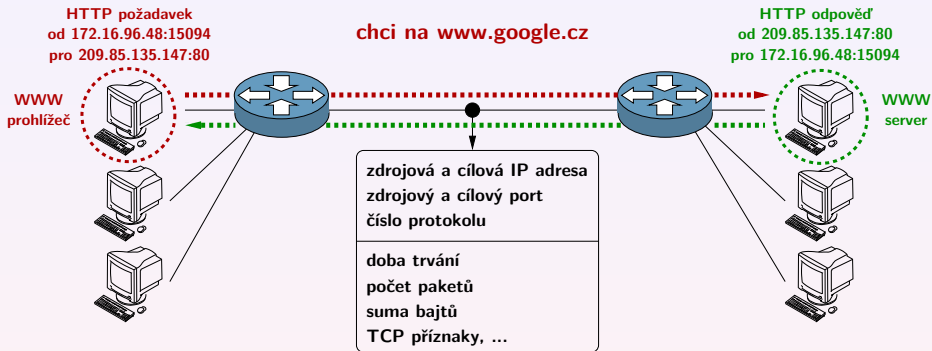 HTTP požadavek
od 172.16.96.48:15094
pro 209.85.135.147:80
chci na www.google.cz
HTTP odpověď
od 209.85.135.147:80
pro 172.16.96.48:15094
WWW
prohlížeč
WWW
server
zdrojová a cílová IP adresa
zdrojový a cílový port
číslo protokolu
doba trvání
počet paketů
suma bajtů
TCP příznaky, ...